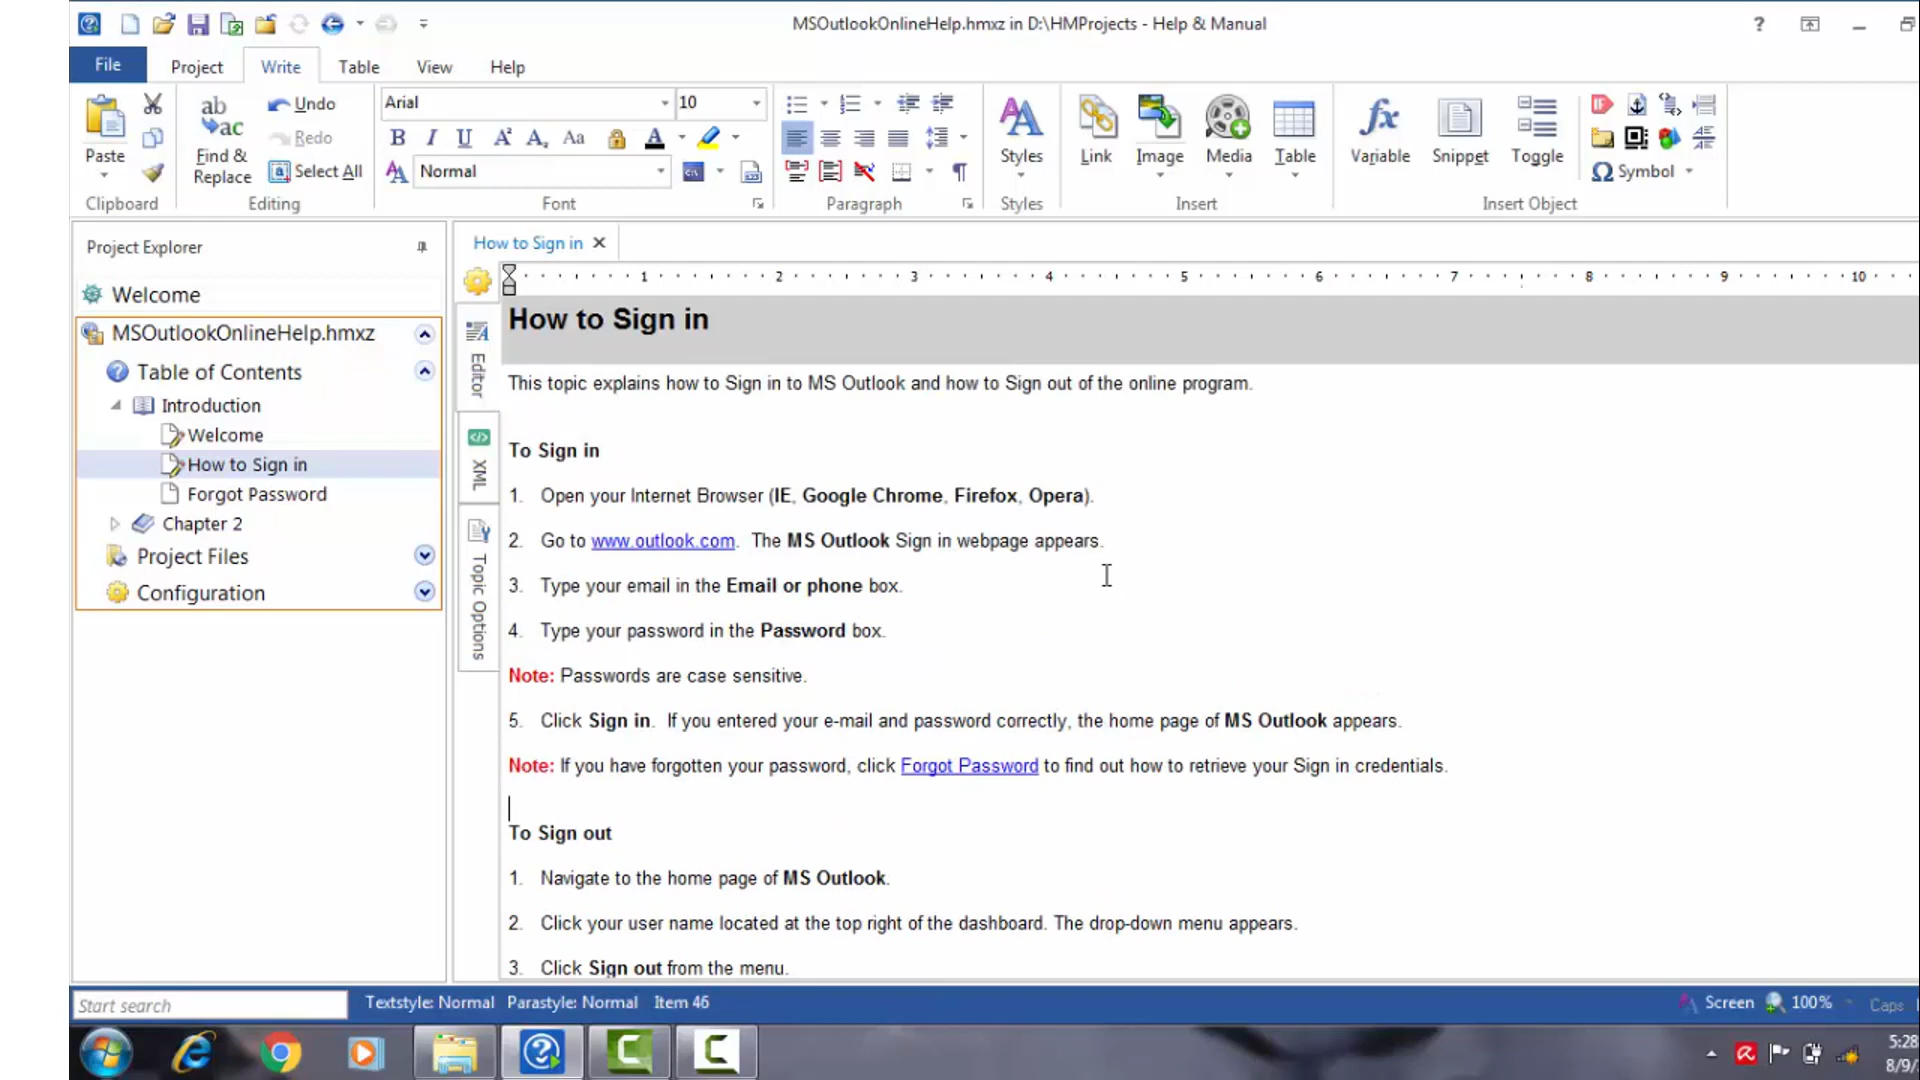 MSOutlookOnlineHelp.hmxz in D:\HMProjects - Help & Manual
File Project Write Table View Help
Paste
Find & Replace
Undo
Redo
Select All
Arial 10
Normal
Styles
Link
Image
Media
Table
Variable
Snippet
Toggle
Symbol
Clipboard Editing Font Paragraph Styles Insert Insert Object
Project Explorer
Welcome
MSOutlookOnlineHelp.hmxz
Table of Contents
Introduction
Welcome
How to Sign in
Forgot Password
Chapter 2
Project Files
Configuration
How to Sign in
1 2 3 4 5 6 7 8 9 10
Editor
XML
Topic Options
How to Sign in
This topic explains how to Sign in to MS Outlook and how to Sign out of the online program.
To Sign in
1. Open your Internet Browser (IE, Google Chrome, Firefox, Opera).
2. Go to www.outlook.com. The MS Outlook Sign in webpage appears.
3. Type your email in the Email or phone box.
4. Type your password in the Password box.
Note: Passwords are case sensitive.
5. Click Sign in. If you entered your e-mail and password correctly, the home page of MS Outlook appears.
Note: If you have forgotten your password, click Forgot Password to find out how to retrieve your Sign in credentials.
To Sign out
1. Navigate to the home page of MS Outlook.
2. Click your user name located at the top right of the dashboard. The drop-down menu appears.
3. Click Sign out from the menu.
Start search
Textstyle: Normal Parastyle: Normal Item 46
Screen 100% Caps
5:28
8/9/